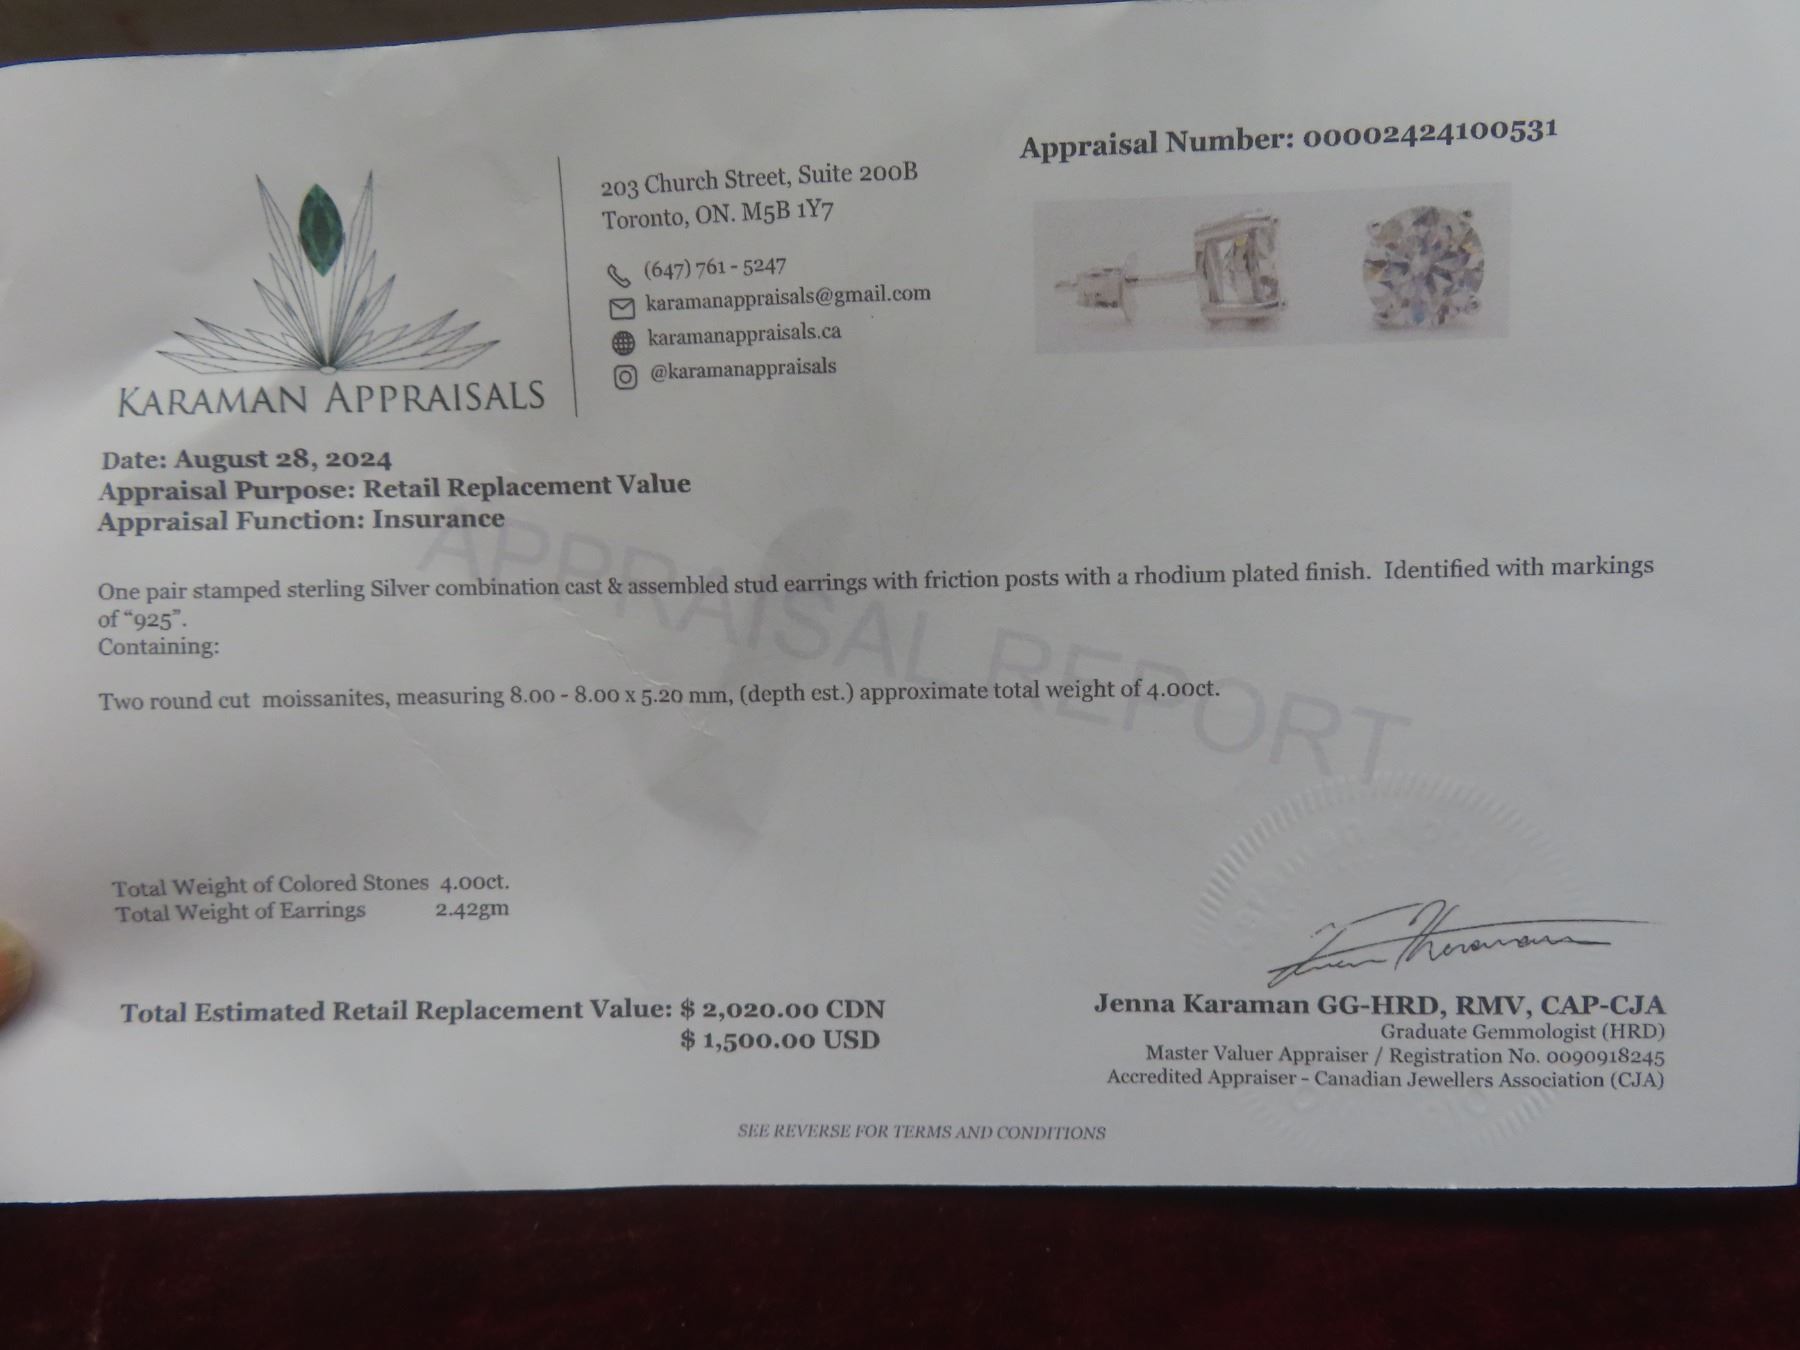 Appraisal Number: 00002424100531
203 Church Street, Suite 200B
Toronto, ON. M5B 1Y7
(647) 761 - 5247
karamanappraisals@gmail.com
karamanappraisals.ca
@karamanappraisals
KARAMAN APPRAISALS
Date: August 28, 2024
Appraisal Purpose: Retail Replacement Value
Appraisal Function: Insurance
APPRAISAL REPORT
One pair stamped sterling Silver combination cast & assembled stud earrings with friction posts with a rhodium plated finish. Identified with markings
of “925”.
Containing:
Two round cut moissanites, measuring 8.00 - 8.00 x 5.20 mm, (depth est.) approximate total weight of 4.00ct.
Total Weight of Colored Stones 4.00ct.
Total Weight of Earrings 2.42gm
Total Estimated Retail Replacement Value: $ 2,020.00 CDN
$ 1,500.00 USD
Jenna Karaman GG-HRD, RMV, CAP-CJA
Graduate Gemmologist (HRD)
Master Valuer Appraiser / Registration No. 0090918245
Accredited Appraiser - Canadian Jewellers Association (CJA)
SEE REVERSE FOR TERMS AND CONDITIONS